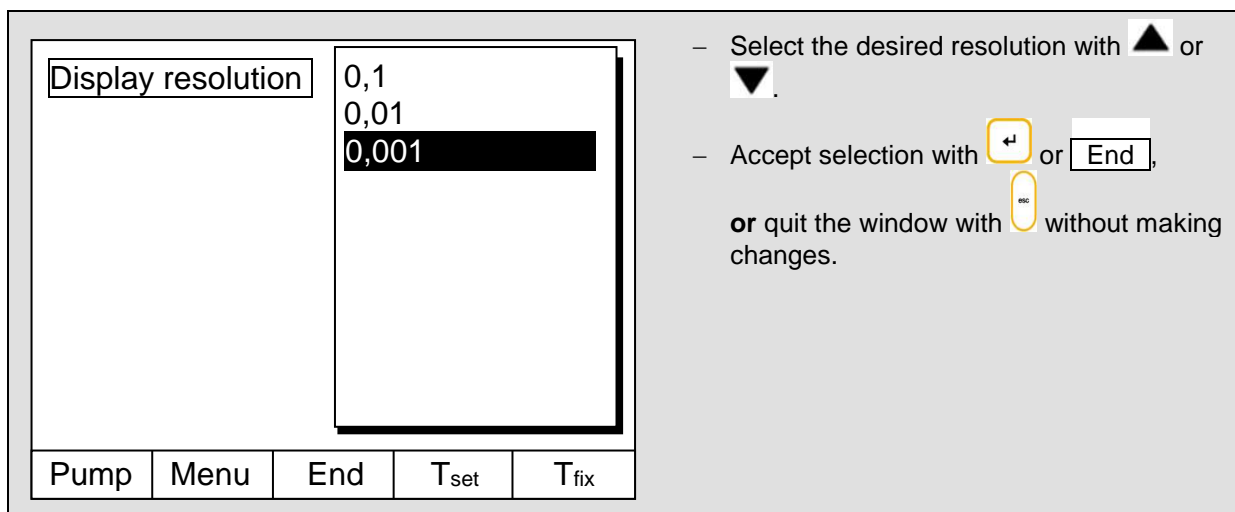 Display resolution
0,1
0,01
0,001
Pump Menu End Tset Tfix
– Select the desired resolution with ▲ or
▼.
– Accept selection with ↵ or End ,
esc
or quit the window with without making
changes.